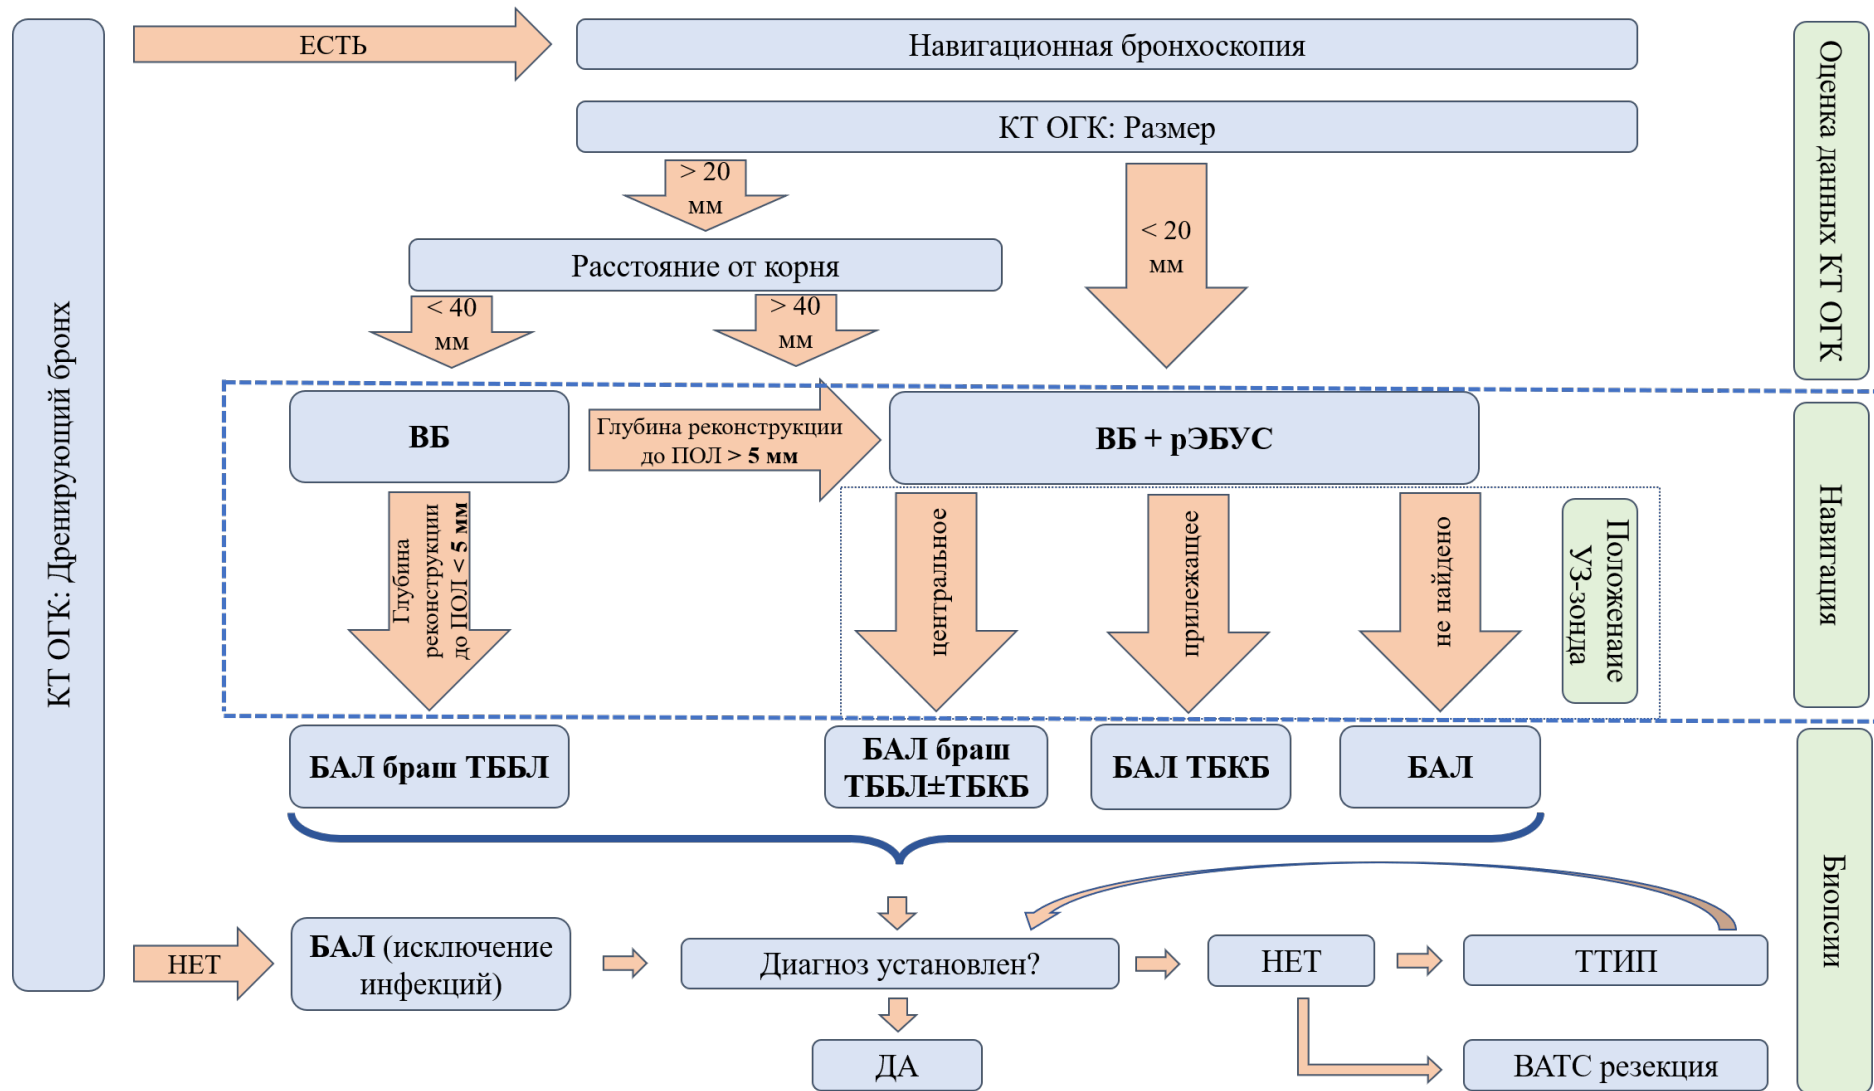 КТ ОГК: Дренирующий бронх
ЕСТЬ
Навигационная бронхоскопия
КТ ОГК: Размер
> 20
мм
< 20
мм
Расстояние от корня
< 40
мм
> 40
мм
Оценка данных КТ ОГК
ВБ
Глубина реконструкции
до ПОЛ > 5 мм
ВБ + рЭБУС
Глубина
реконструкции
до ПОЛ < 5 мм
центральное
прилежащее
не найдено
Положенаие
УЗ-зонда
Навигация
БАЛ браш ТББЛ
БАЛ браш
ТББЛ±ТБКБ
БАЛ ТБКБ
БАЛ
НЕТ
БАЛ (исключение
инфекций)
Диагноз установлен?
НЕТ
ТТИП
ДА
ВАТС резекция
Биопсии